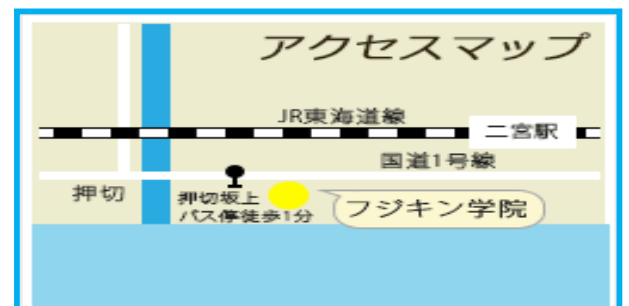 アクセスマップ
JR東海道線
二宮駅
国道1号線
押切
押切坂上
バス停徒歩1分
フジキン学院